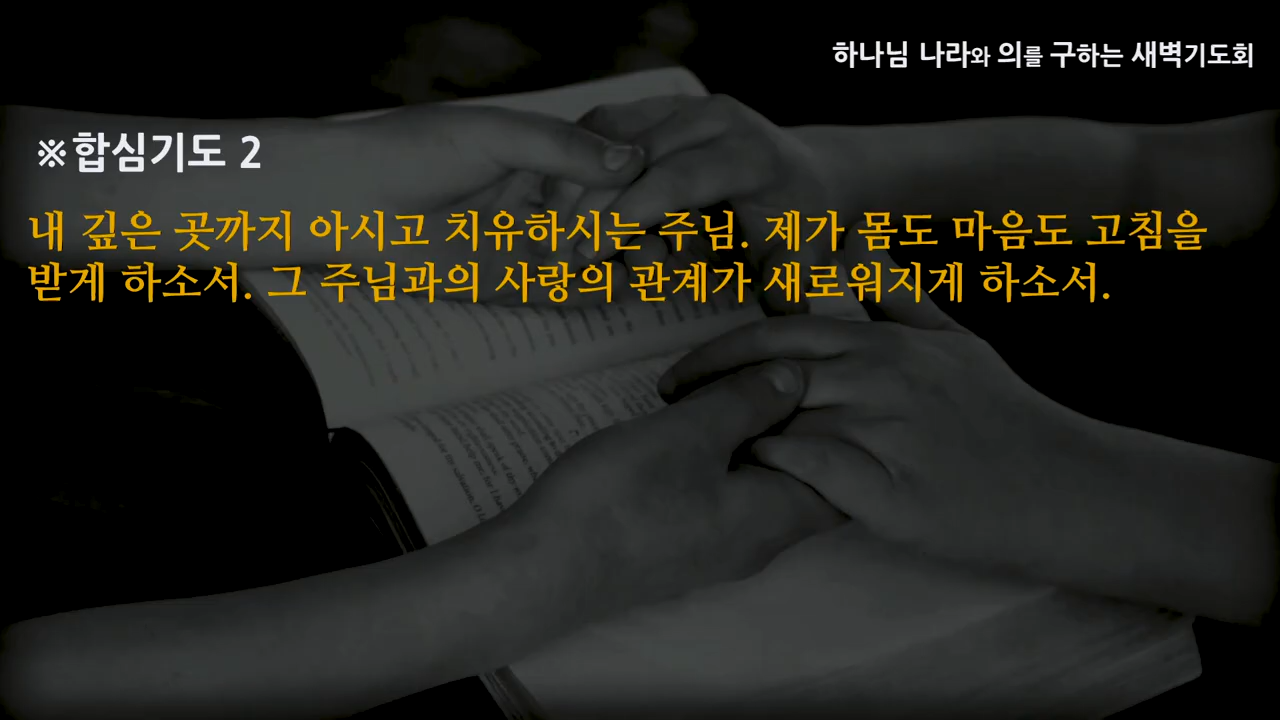 하나님 나라와 의를 구하는 새벽기도회
※합심기도 2
내 깊은 곳까지 아시고 치유하시는 주님. 제가 몸도 마음도 고침을
받게 하소서. 그 주님과의 사랑의 관계가 새로워지게 하소서.